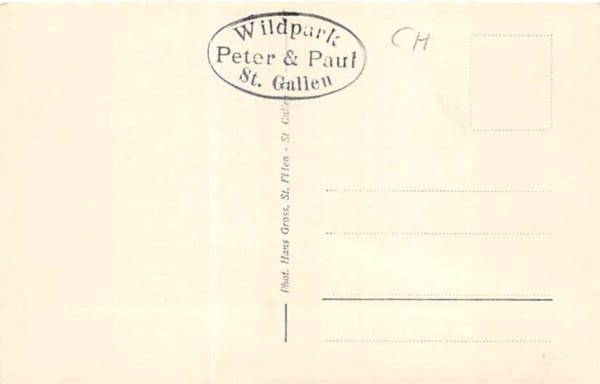 Wildpark
Peter & Paul
St. Gallen
CH
Phot. Hans Gross, St. Fiden - St Gallen